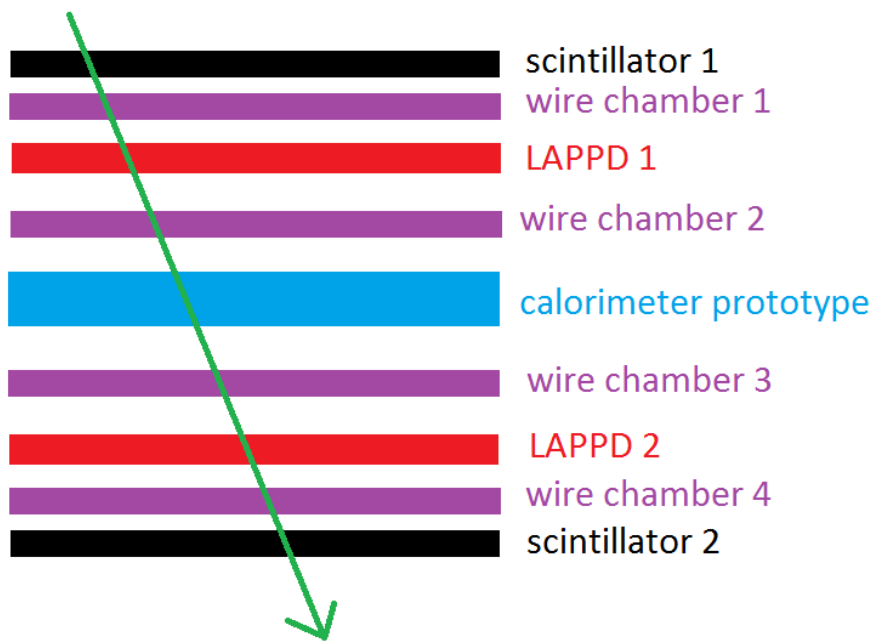 scintillator 1
wire chamber 1
LAPPD 1
wire chamber 2
calorimeter prototype
wire chamber 3
LAPPD 2
wire chamber 4
scintillator 2